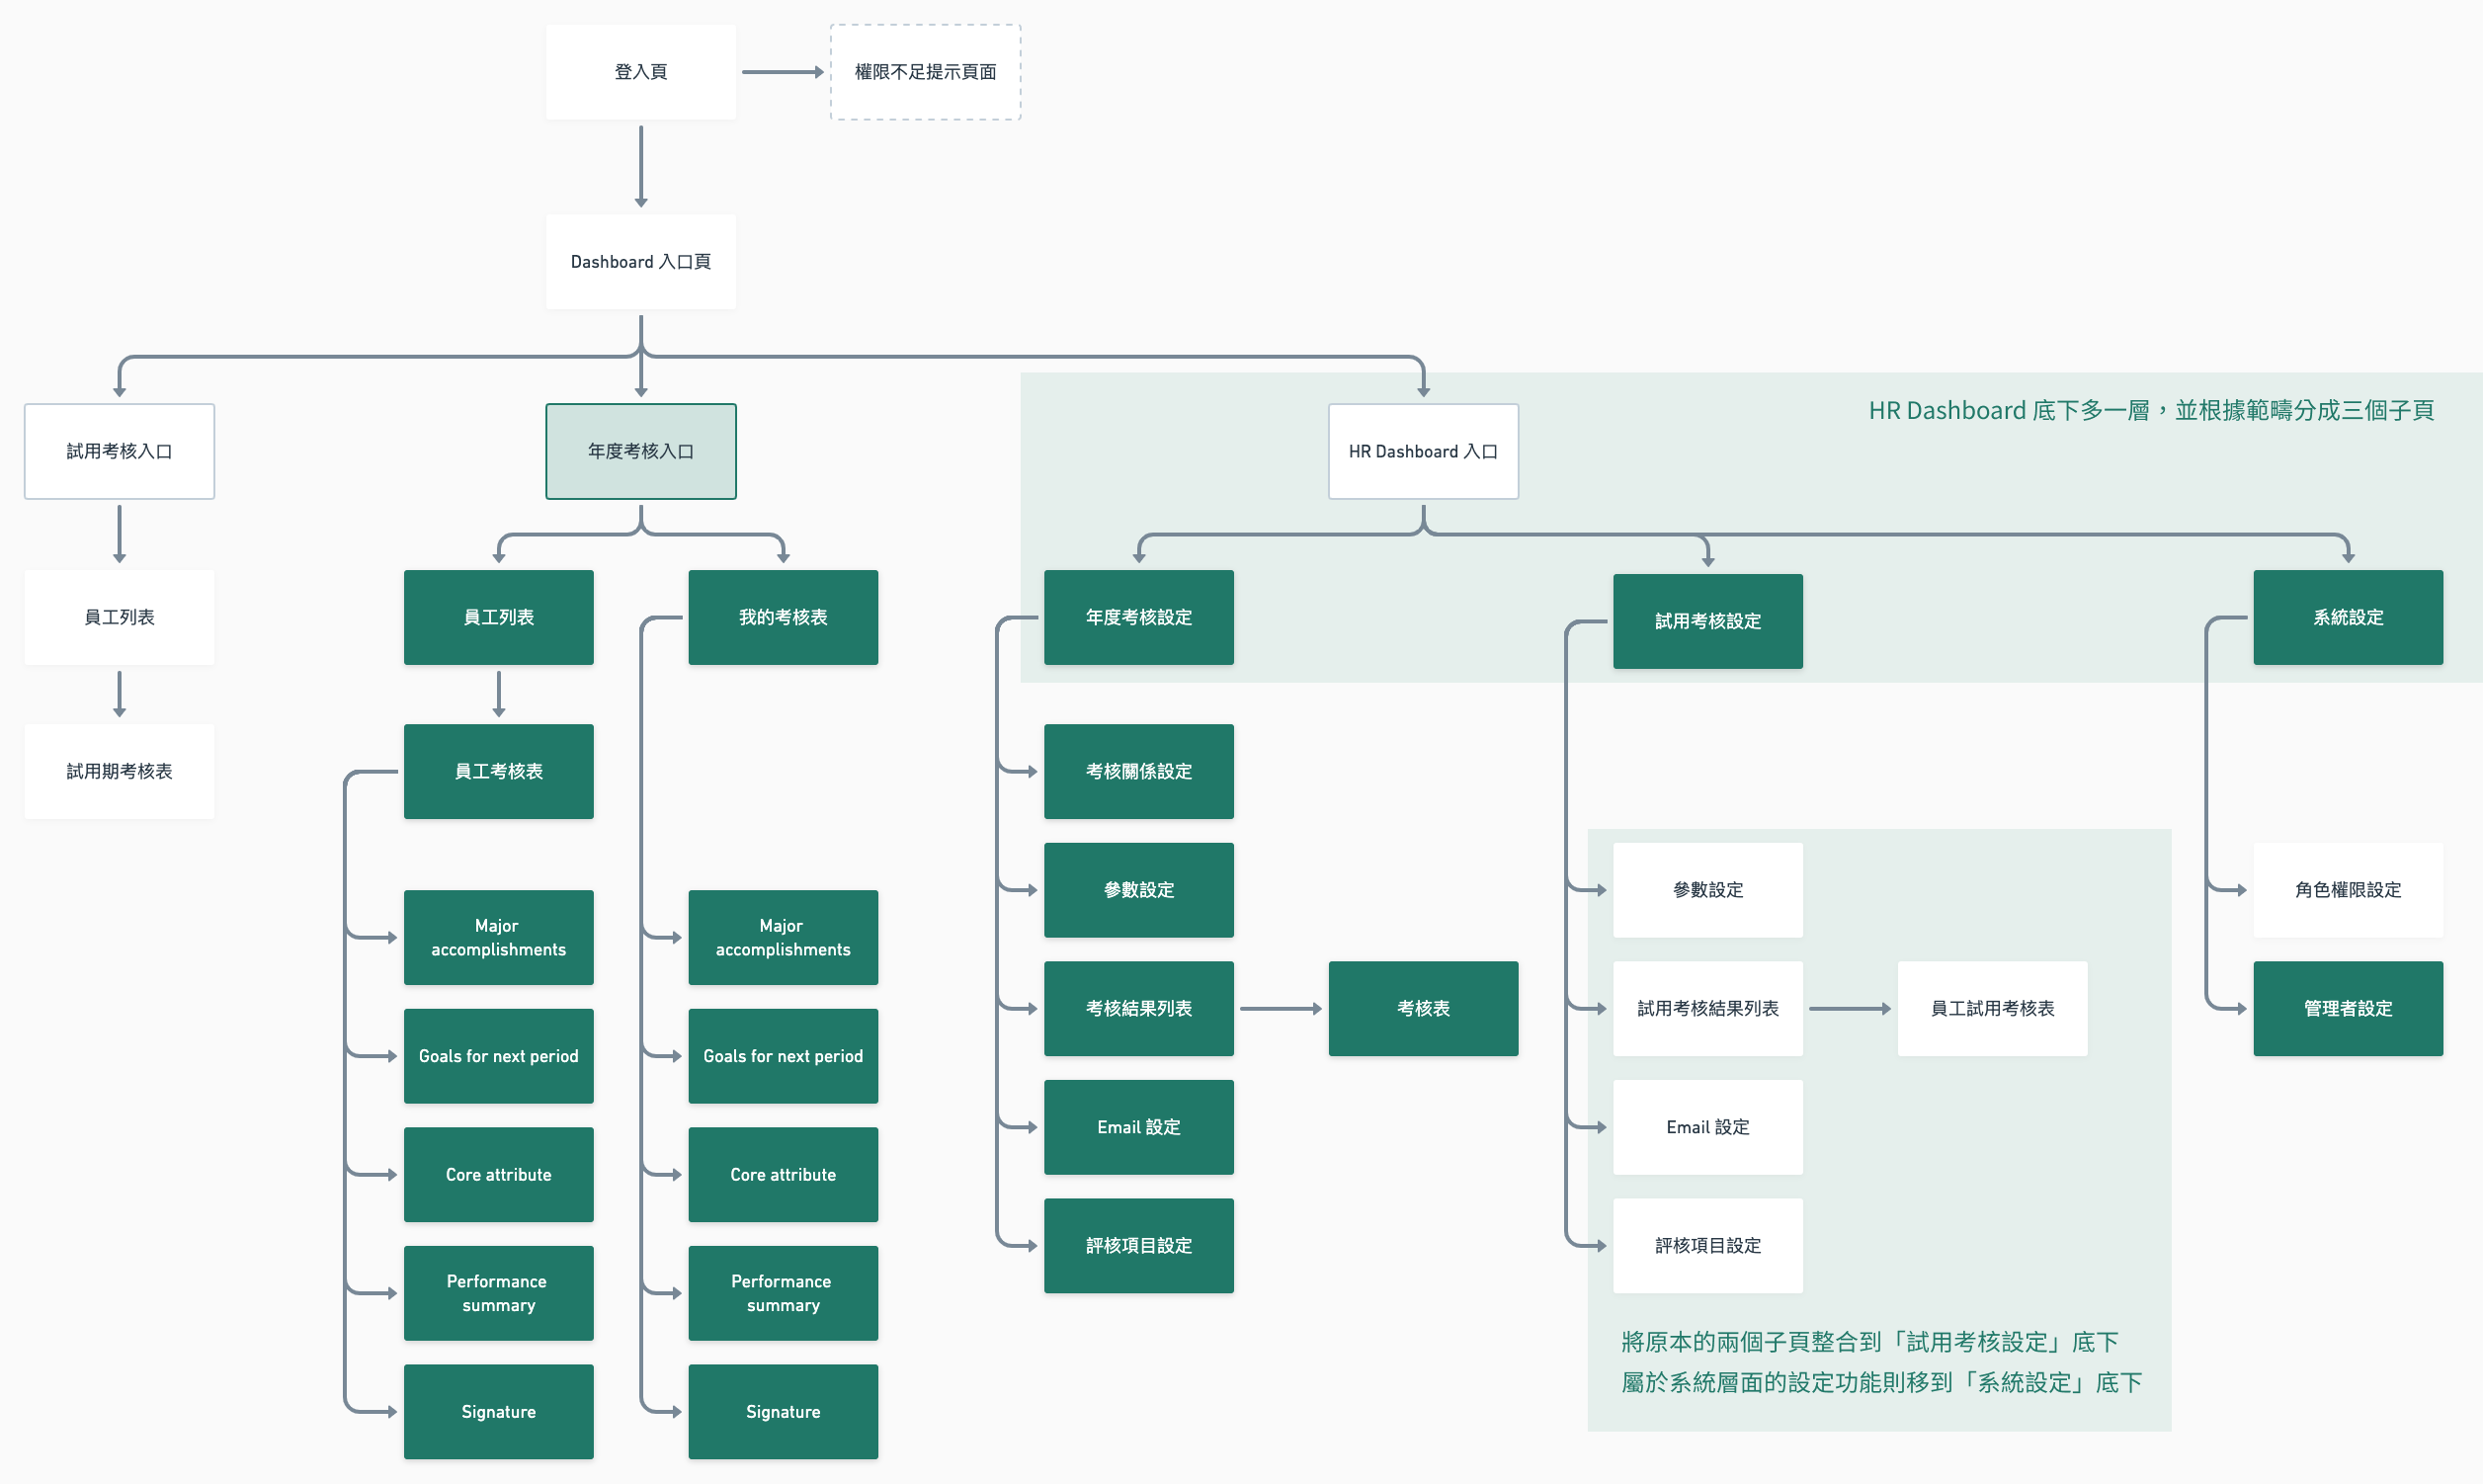 登入頁
權限不足提示頁面
Dashboard 入口頁
HR Dashboard 底下多一層，並根據範疇分成三個子頁
試用考核入口
年度考核入口
HR Dashboard 入口
員工列表
員工列表
我的考核表
年度考核設定
試用考核設定
系統設定
試用期考核表
員工考核表
考核關係設定
參數設定
參數設定
角色權限設定
Major
accomplishments
Major
accomplishments
考核結果列表
考核表
試用考核結果列表
員工試用考核表
管理者設定
Goals for next period
Goals for next period
Email 設定
Email 設定
Core attribute
Core attribute
評核項目設定
評核項目設定
Performance
summary
Performance
summary
將原本的兩個子頁整合到「試用考核設定」底下
屬於系統層面的設定功能則移到「系統設定」底下
Signature
Signature